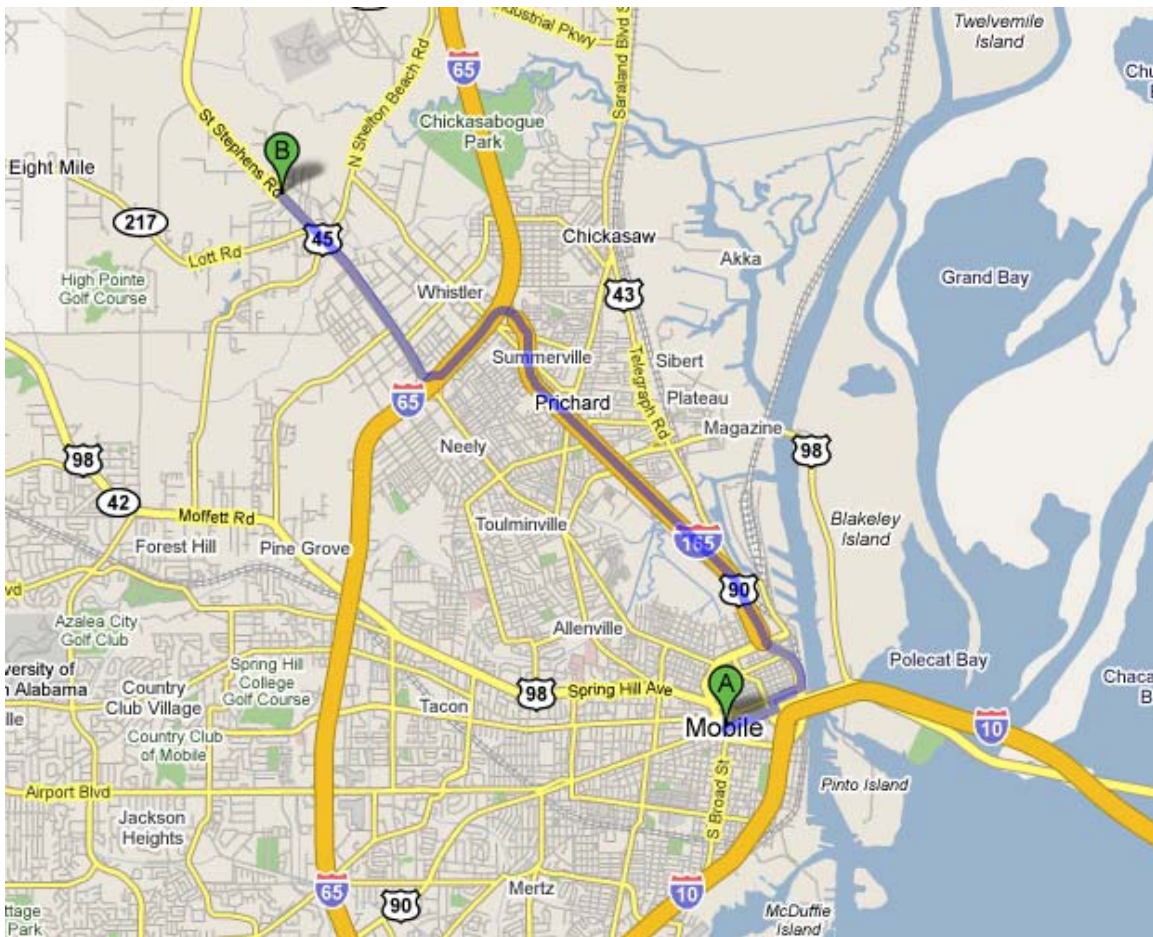 Industrial Pkwy
Twelvemile
Island
65
Saraland Blvd S
N Shelton Beach Rd
St Stephens Rd
Chickasabogue
Park
B
Eight Mile
217
45
Lott Rd
Chickasaw
Akka
High Pointe
Golf Course
Whistler
43
Grand Bay
Summerville
Telegraph Rd
Sibert
65
Prichard
Plateau
Magazine
98
Neely
98
42
Moffett Rd
Toulminville
165
Blakeley
Island
Forest Hill
Pine Grove
90
Azalea City
Golf Club
Allenville
Polecat Bay
Spring Hill
College
Golf Course
98
Spring Hill Ave
A
Country
Club Village
Tacon
Mobile
10
Country Club
of Mobile
Airport Blvd
S Broad St
Pinto Island
Jackson
Heights
65
90
Mertz
10
McDuffie
Island
Park